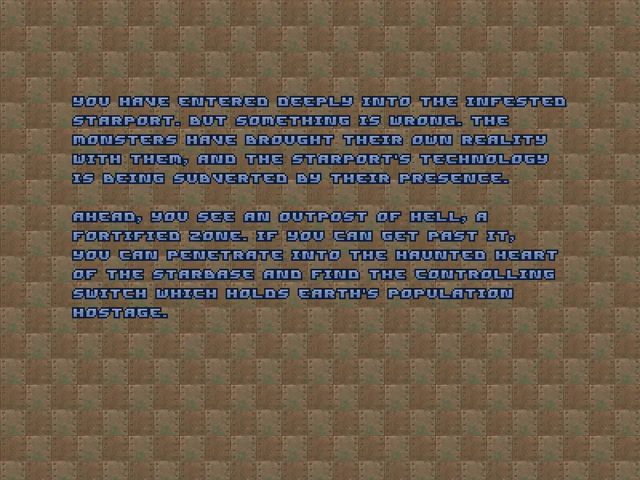 YOU HAVE ENTERED DEEPLY INTO THE INFESTED
STARPORT. BUT SOMETHING IS WRONG. THE
MONSTERS HAVE BROUGHT THEIR OWN REALITY
WITH THEM, AND THE STARPORT'S TECHNOLOGY
IS BEING SUBVERTED BY THEIR PRESENCE.

AHEAD, YOU SEE AN OUTPOST OF HELL, A
FORTIFIED ZONE. IF YOU CAN GET PAST IT,
YOU CAN PENETRATE INTO THE HAUNTED HEART
OF THE STARBASE AND FIND THE CONTROLLING
SWITCH WHICH HOLDS EARTH'S POPULATION
HOSTAGE.